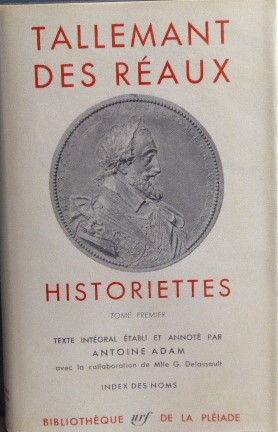 TALLEMANT
DES RÉAUX
HISTORIETTES
TOME PREMIER
TEXTE INTÉGRAL ÉTABLI ET ANNOTÉ PAR
ANTOINE ADAM
avec la collaboration de Mlle G. Delassault
INDEX DES NOMS
BIBLIOTHÈQUE nrf DE LA PLÉIADE